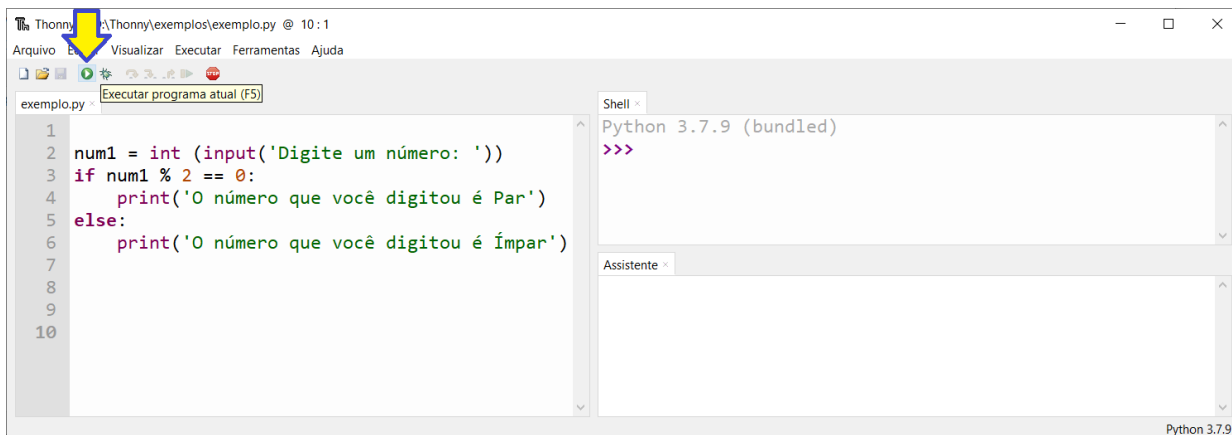 Thonny :\Thonny\exemplos\exemplo.py @ 10 : 1
Arquivo Visualizar Executar Ferramentas Ajuda
STOP
Executar programa atual (F5)
exemplo.py ×
1
2 num1 = int (input('Digite um número: '))
3 if num1 % 2 == 0:
4 print('O número que você digitou é Par')
5 else:
6 print('O número que você digitou é Ímpar')
7
8
9
10
Shell ×
Python 3.7.9 (bundled)
>>>
Assistente ×
Python 3.7.9